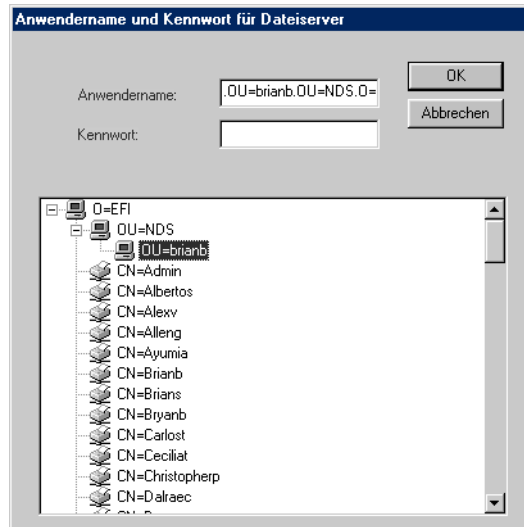 Anwendername und Kennwort für Dateiserver
Anwendername:
.OU=brianb.OU=NDS.O=
OK
Kennwort:
Abbrechen
O=EFI
OU=NDS
OU=brianb
CN=Admin
CN=Albertos
CN=Alexv
CN=Alleng
CN=Ayumia
CN=Brianb
CN=Brians
CN=Bryanb
CN=Carlost
CN=Ceciliat
CN=Christopherp
CN=Dalraec